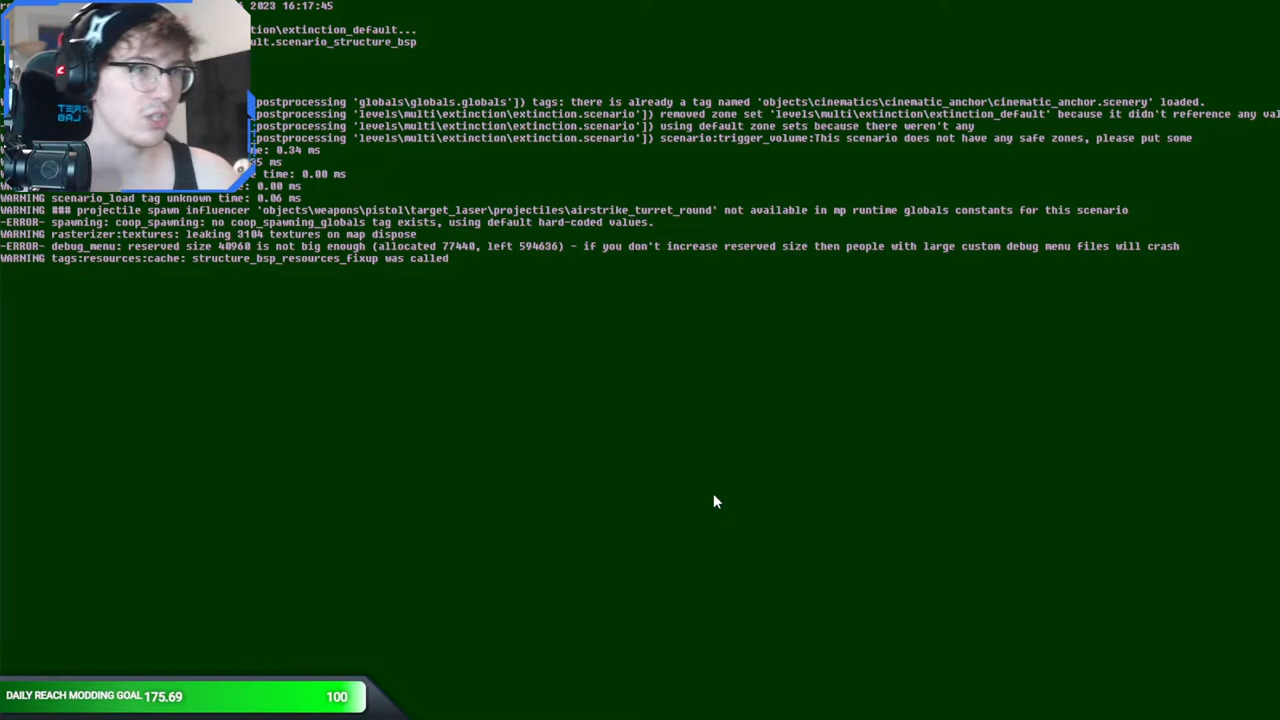 6 2023 16:17:45
tion\extinction_default...
ult.scenario_structure_bsp
postprocessing 'globals\globals.globals']) tags: there is already a tag named 'objects\cinematics\cinematic_anchor\cinematic_anchor.scenery' loaded.
postprocessing 'levels\multi\extinction\extinction.scenario']) removed zone set 'levels\multi\extinction\extinction_default' because it didn't reference any val
postprocessing 'levels\multi\extinction\extinction.scenario']) using default zone sets because there weren't any
postprocessing 'levels\multi\extinction\extinction.scenario']) scenario:trigger_volume:This scenario does not have any safe zones, please put some
me: 0.34 ms
35 ms
e time: 0.00 ms
me: 0.00 ms
WARNING scenario_load tag unknown time: 0.06 ms
WARNING ### projectile spawn influencer 'objects\weapons\pistol\target_laser\projectiles\airstrike_turret_round' not available in mp runtime globals constants for this scenario
-ERROR- spawning: coop_spawning: no coop_spawning_globals tag exists, using default hard-coded values.
WARNING rasterizer:textures: leaking 3104 textures on map dispose
-ERROR- debug_menu: reserved size 40960 is not big enough (allocated 77440, left 594636) - if you don't increase reserved size then people with large custom debug menu files will crash
WARNING tags:resources:cache: structure_bsp_resources_fixup was called
DAILY REACH MODDING GOAL 175.69 100